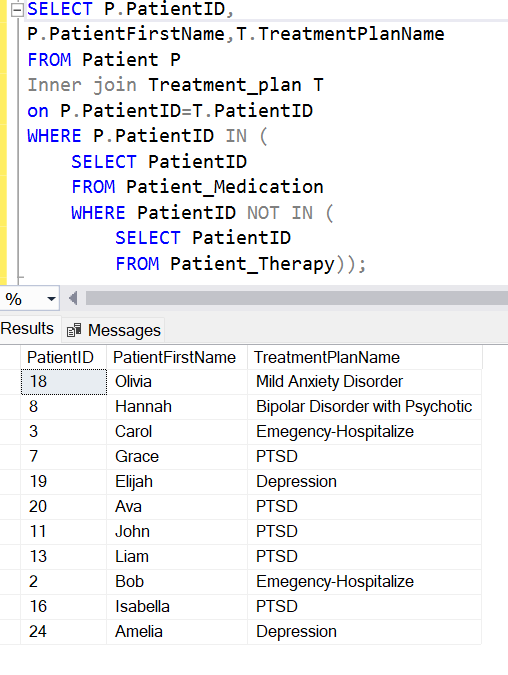 SELECT P.PatientID,
P.PatientFirstName,T.TreatmentPlanName
FROM Patient P
Inner join Treatment_plan T
on P.PatientID=T.PatientID
WHERE P.PatientID IN (
SELECT PatientID
FROM Patient_Medication
WHERE PatientID NOT IN (
SELECT PatientID
FROM Patient_Therapy));
%
Results Messages
PatientID PatientFirstName TreatmentPlanName
18 Olivia Mild Anxiety Disorder
8 Hannah Bipolar Disorder with Psychotic
3 Carol Emegency-Hospitalize
7 Grace PTSD
19 Elijah Depression
20 Ava PTSD
11 John PTSD
13 Liam PTSD
2 Bob Emegency-Hospitalize
16 Isabella PTSD
24 Amelia Depression